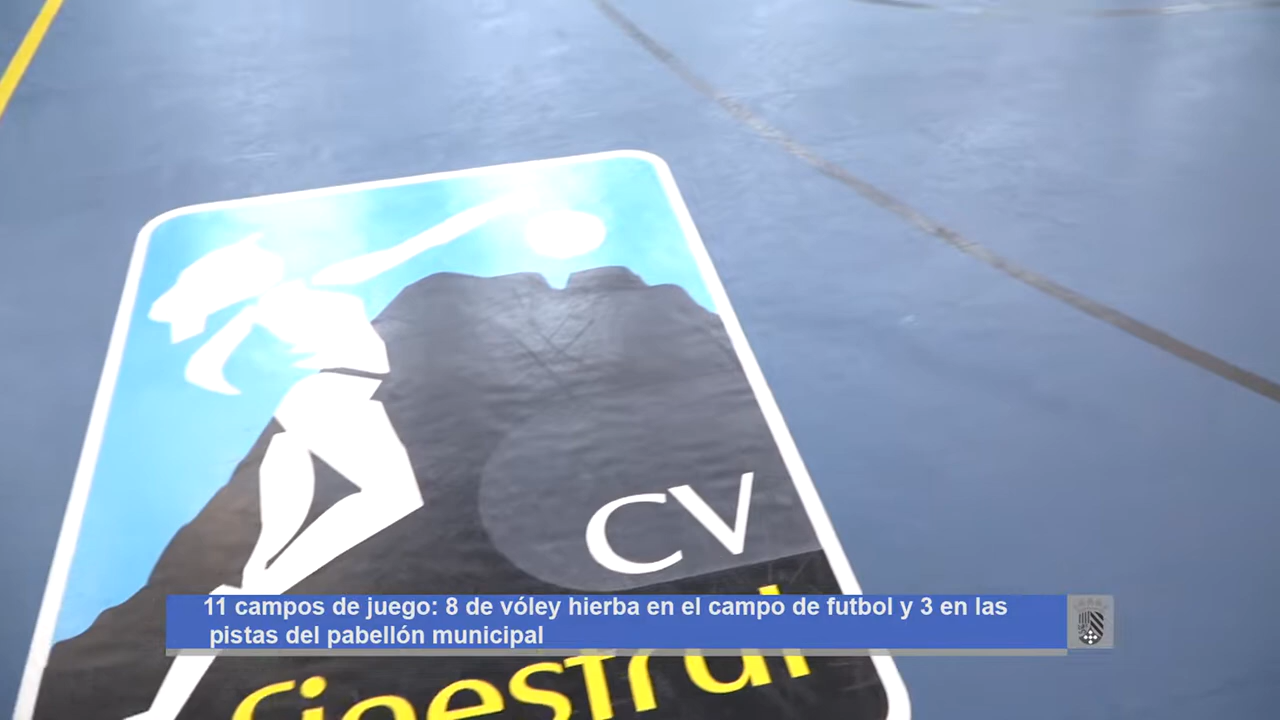 CV
Finestrat
11 campos de juego: 8 de vóley hierba en el campo de futbol y 3 en las
pistas del pabellón municipal